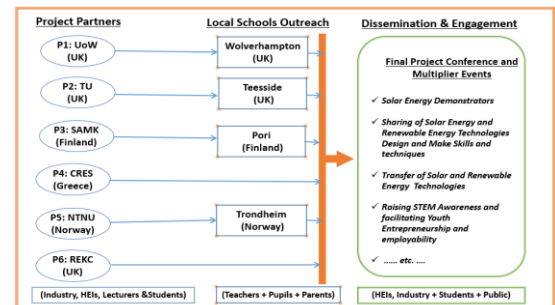 Project Partners
Local Schools Outreach
Dissemination & Engagement
P1: UoW
(UK)
Wolverhampton
(UK)
P2: TU
(UK)
Teesside
(UK)
P3: SAMK
(Finland)
Pori
(Finland)
P4: CRES
(Greece)
P5: NTNU
(Norway)
Trondheim
(Norway)
P6: REKC
(UK)
Final Project Conference and
Multiplier Events
✓ Solar Energy Demonstrators
✓ Sharing of Solar Energy and
Renewable Energy Technologies
Design and Make Skills and
techniques
✓ Transfer of Solar and Renewable
Energy Technologies
✓ Raising STEM Awareness and
facilitating Youth
Entrepreneurship and
employability
✓ ...... etc. ....
(Industry, HEIs, Lecturers &Students)
(Teachers + Pupils + Parents)
(HEIs, Industry + Students + Public)